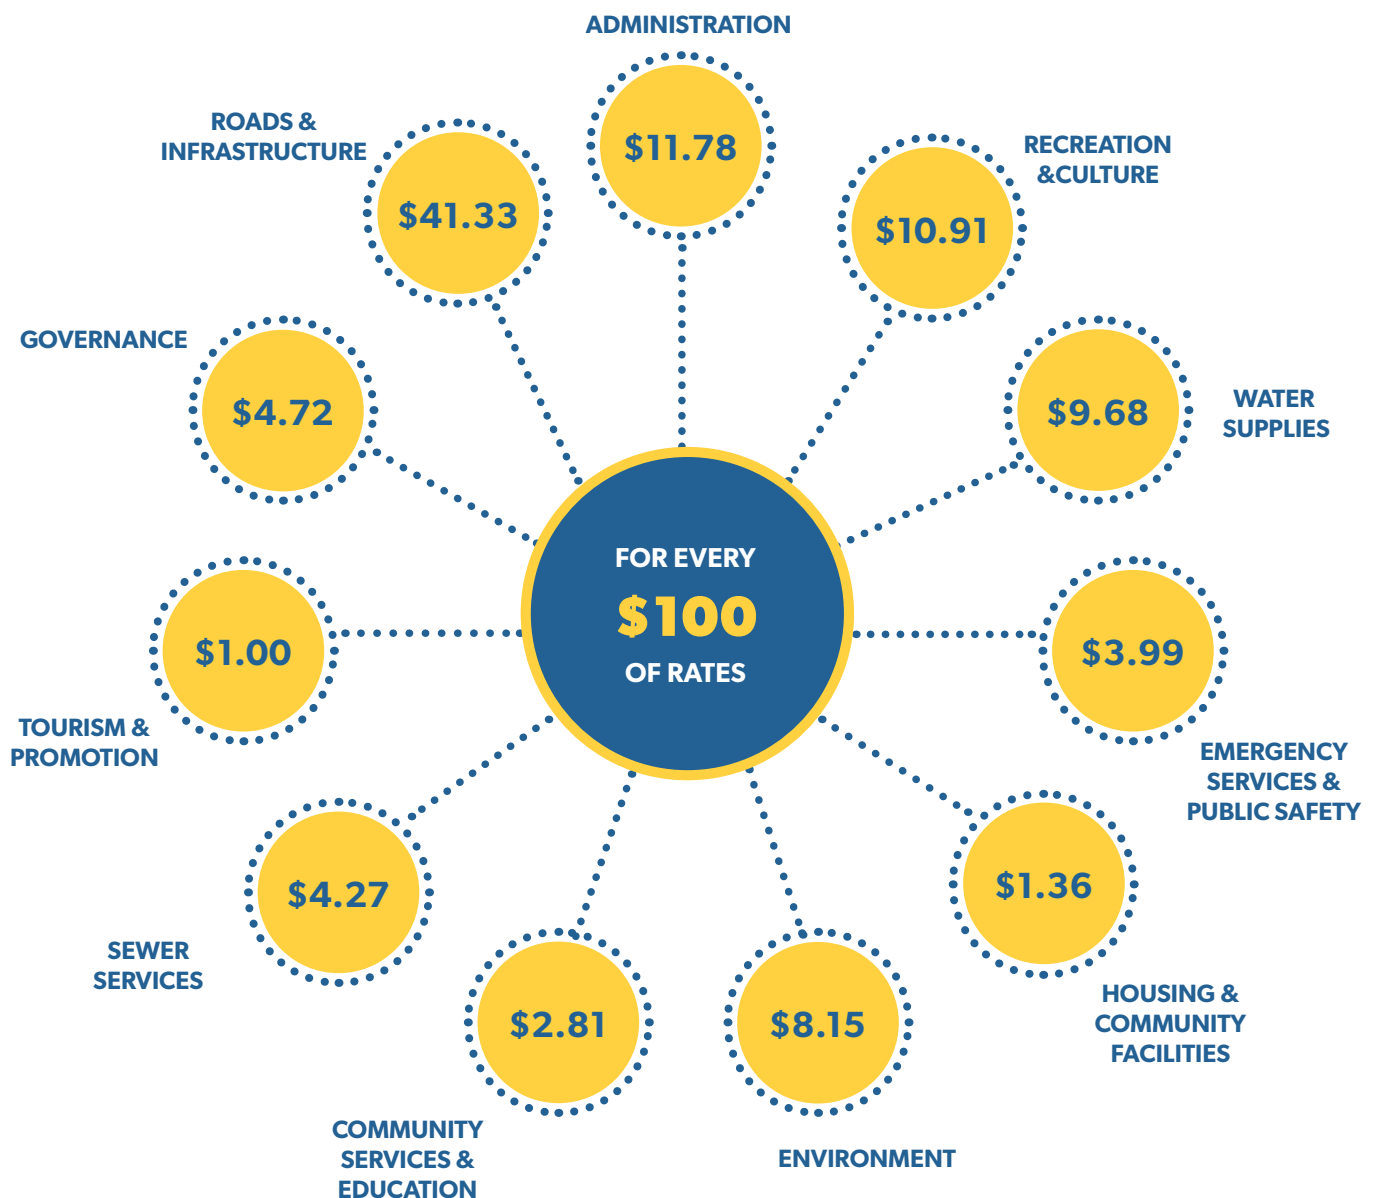 ADMINISTRATION
$11.78
ROADS &
INFRASTRUCTURE
$41.33
RECREATION
&CULTURE
$10.91
GOVERNANCE
$4.72
WATER
SUPPLIES
$9.68
FOR EVERY
$100
OF RATES
TOURISM &
PROMOTION
$1.00
EMERGENCY
SERVICES &
PUBLIC SAFETY
$3.99
SEWER
SERVICES
$4.27
HOUSING &
COMMUNITY
FACILITIES
$1.36
COMMUNITY
SERVICES &
EDUCATION
$2.81
ENVIRONMENT
$8.15